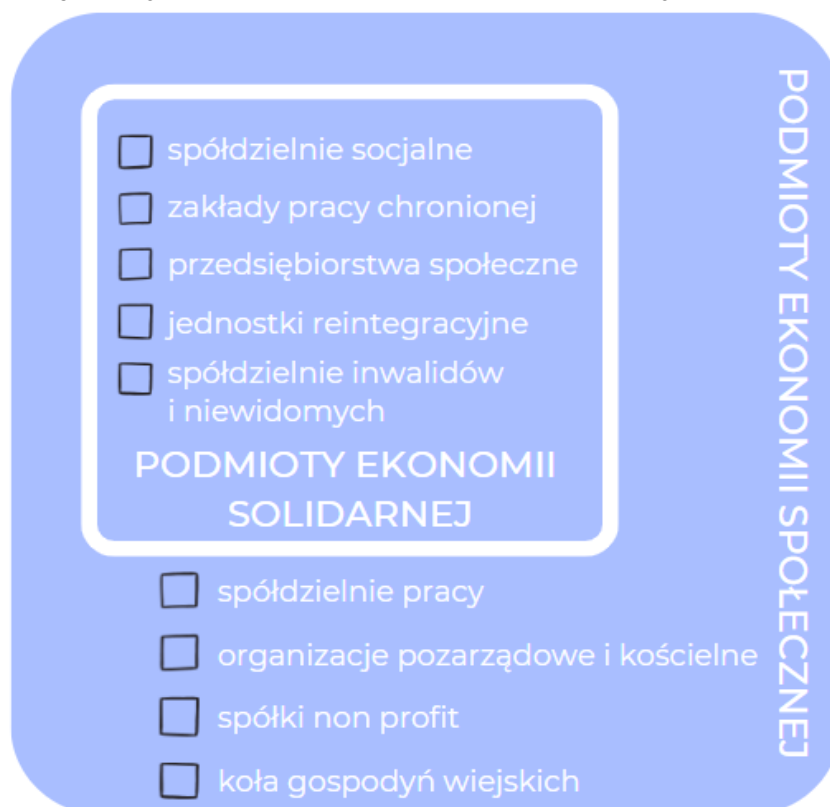 spółdzielnie socjalne
zakłady pracy chronionej
przedsiębiorstwa społeczne
jednostki reintegracyjne
spółdzielnie inwalidów
i niewidomych
PODMIOTY EKONOMII
SOLIDARNEJ
spółdzielnie pracy
organizacje pozarządowe i kościelne
spółki non profit
koła gospodyń wiejskich
PODMIOTY EKONOMII SPOŁECZNEJ